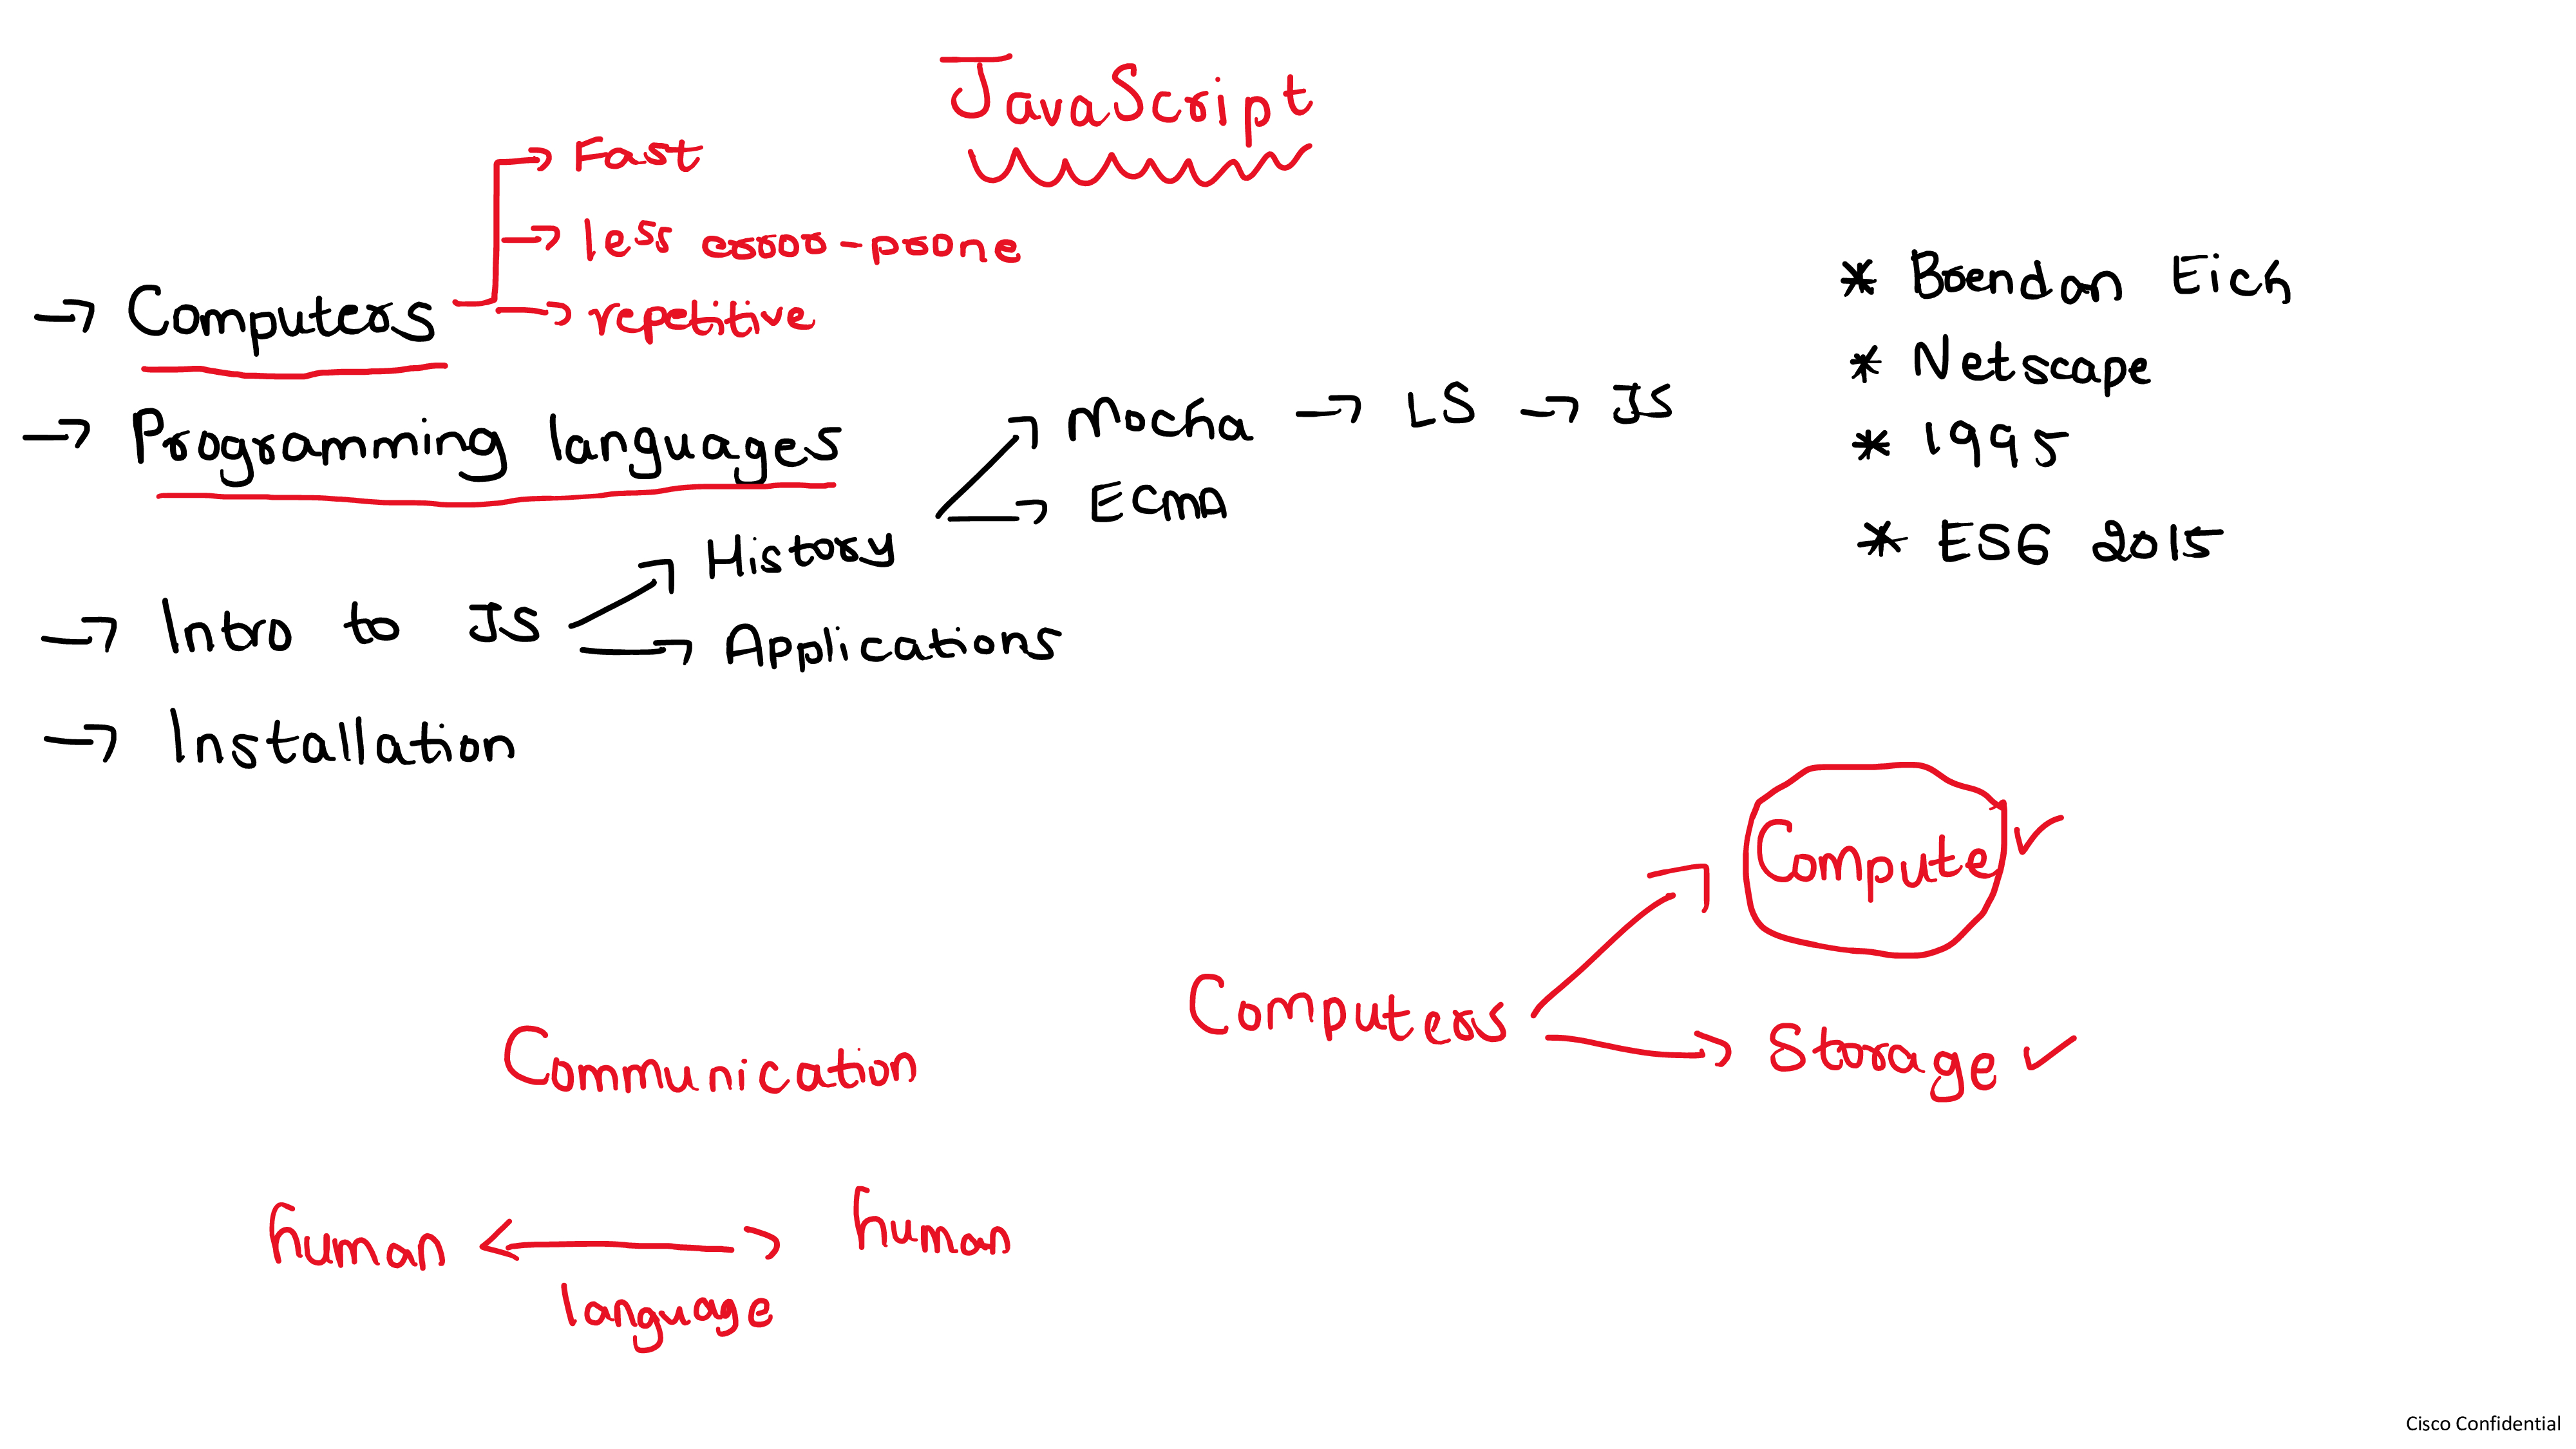 JavaScript
→ Computers
→ Fast
→ less error-prone
→ repetitive
→ Programming languages
→ Intro to JS
→ History
→ Mocha → LS → JS
→ ECMA
→ Applications
→ Installation
* Brendan Eich
* Netscape
* 1995
* ES6 2015
Computers
→ Compute ✓
→ Storage ✓
Communication
human ↔ human
language
Cisco Confidential